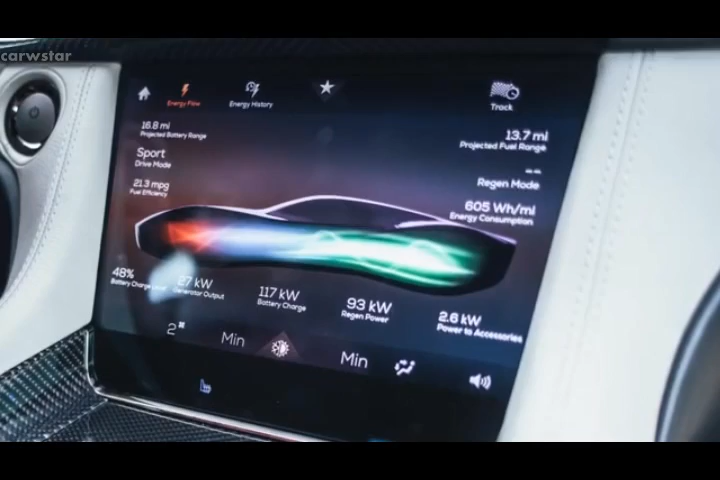 carwstar
Energy Flow
Energy History
Track
16.8 mi
Projected Battery Range
13.7 mi
Projected Fuel Range
Sport
Drive Mode
--
Regen Mode
21.3 mpg
Fuel Efficiency
605 Wh/mi
Energy Consumption
48%
Battery Charge Level
27 kW
Generator Output
117 kW
Battery Charge
93 kW
Regen Power
2.6 kW
Power to Accessories
2
Min
Min